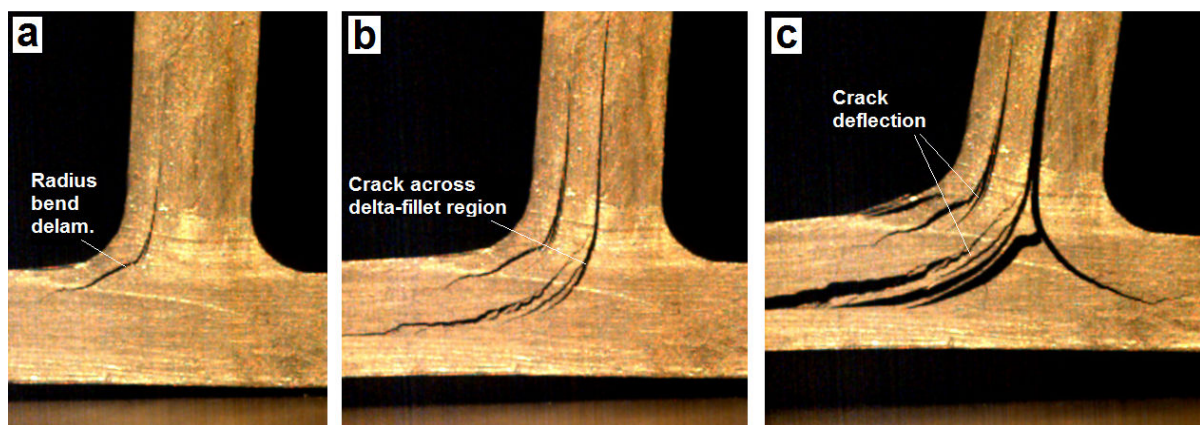 a
Radius
bend
delam.
b
Crack across
delta-fillet region
c
Crack
deflection